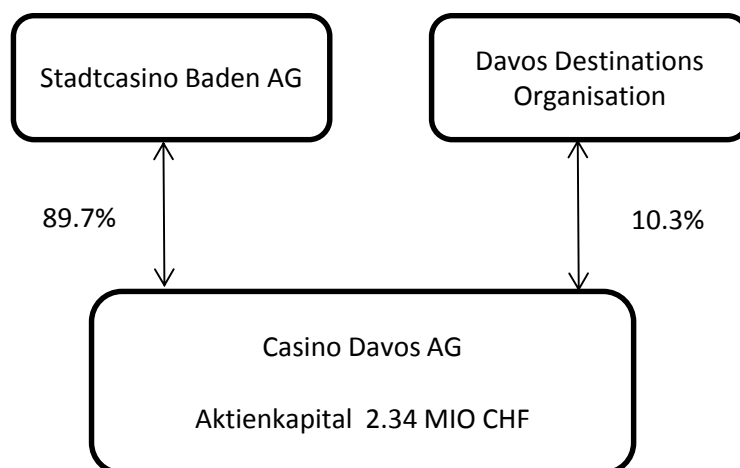 Stadtcasino Baden AG
Davos Destinations
Organisation
89.7%
10.3%
Casino Davos AG
Aktienkapital  2.34 MIO CHF